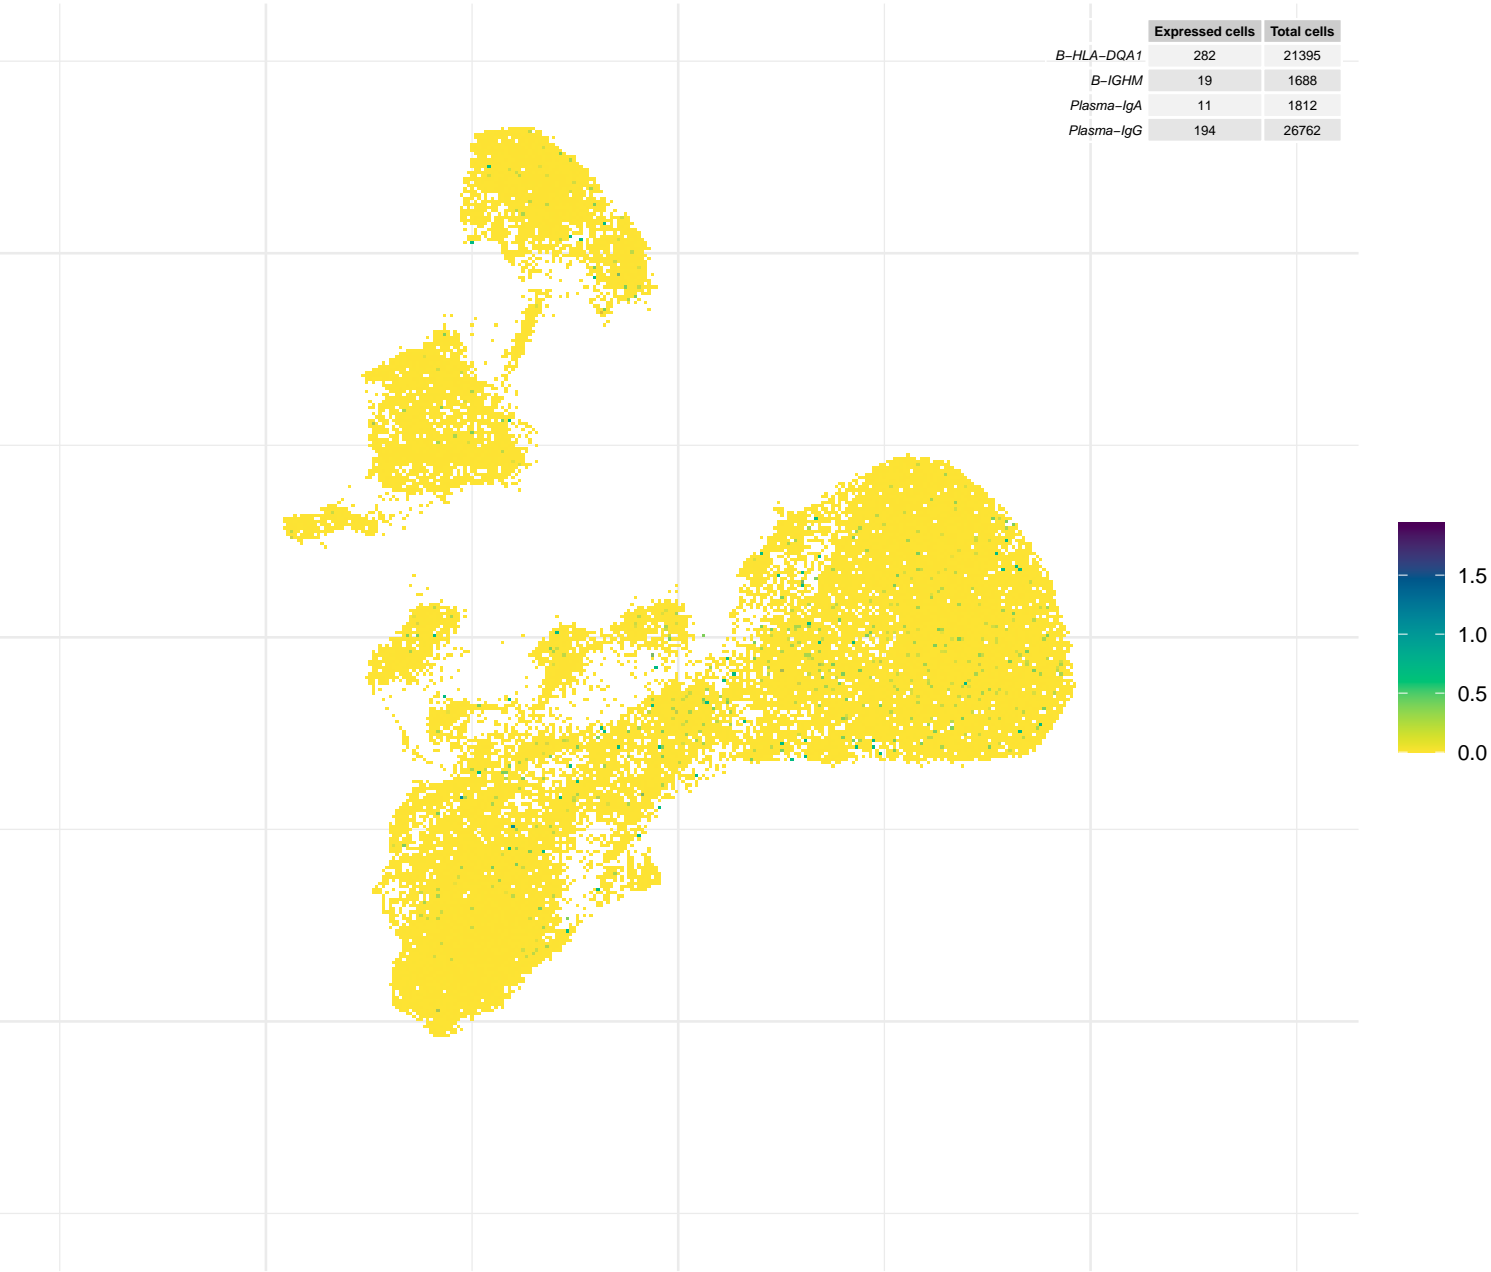 Expressed cells Total cells
B−HLA−DQA1 282 21395
B−IGHM 19 1688
Plasma−IgA 11 1812
Plasma−IgG 194 26762
1.5
1.0
0.5
0.0